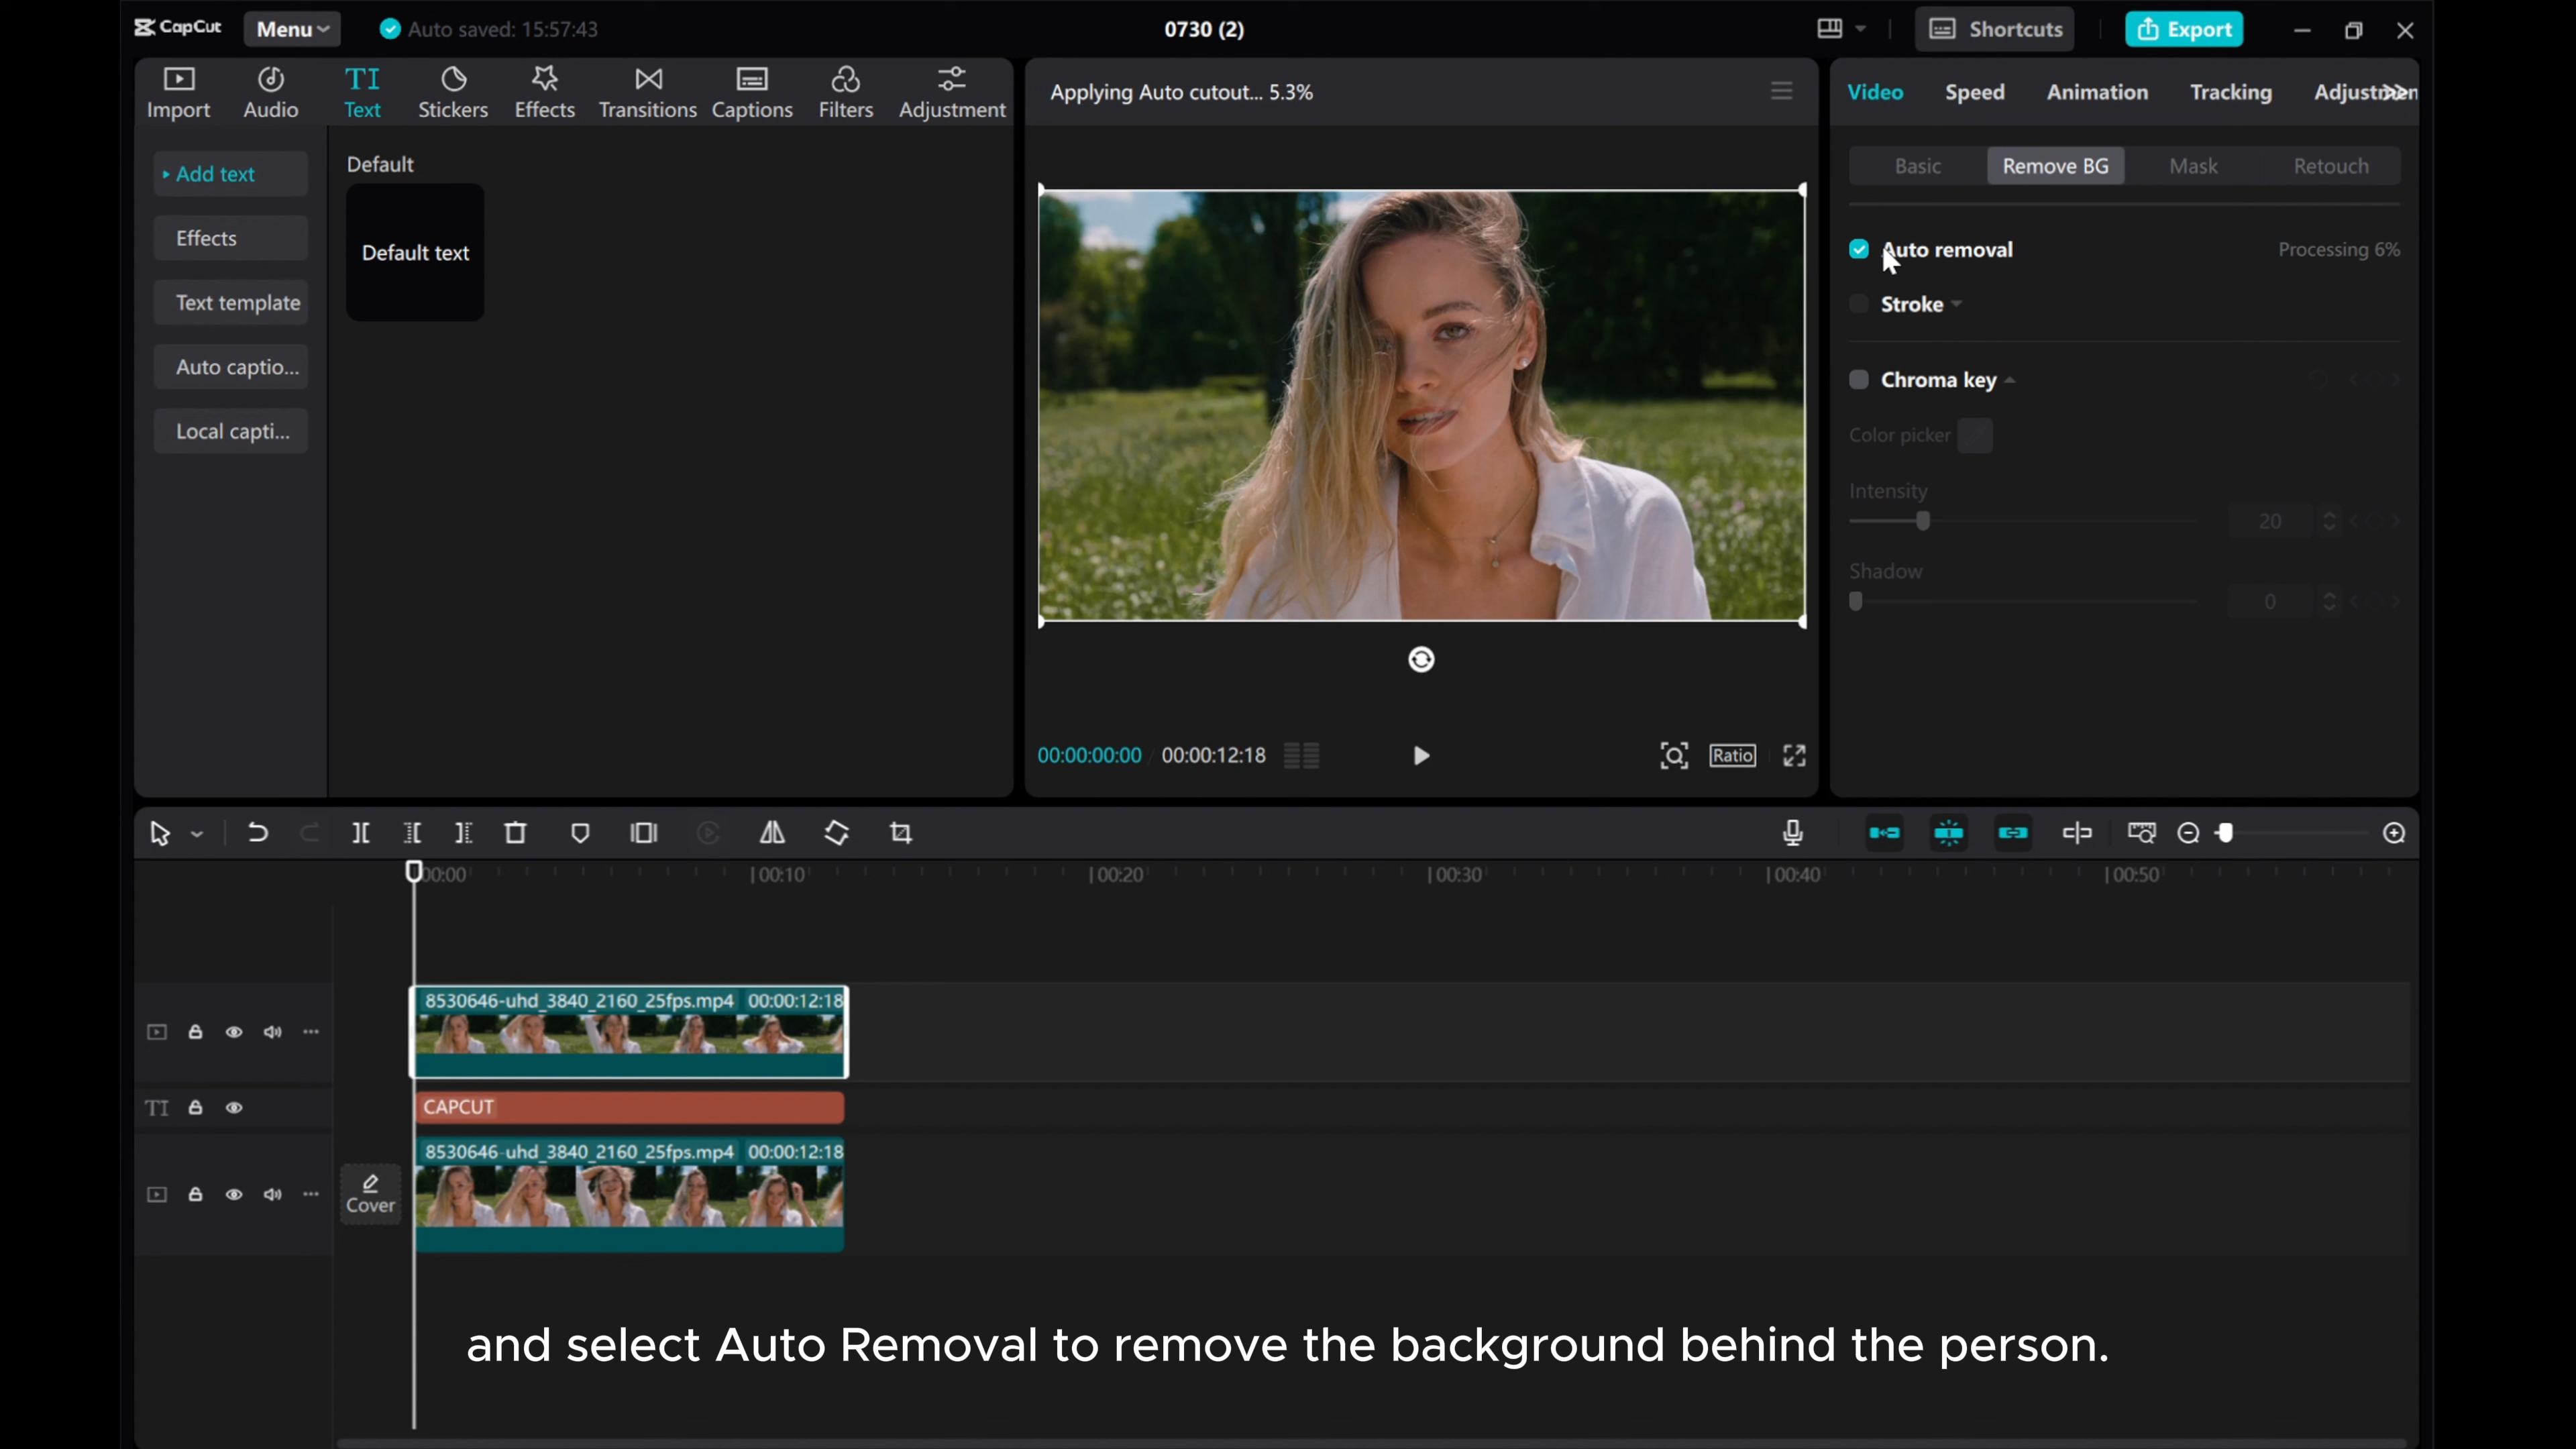 CapCut
Menu
Auto saved: 15:57:43
0730 (2)
Shortcuts
Export
Import
Audio
TI
Text
Stickers
Effects
Transitions
Captions
Filters
Adjustment
Add text
Effects
Text template
Auto captio...
Local capti...
Default
Default text
Applying Auto cutout... 5.3%
00:00:00:00 / 00:00:12:18
Ratio
Video
Speed
Animation
Tracking
Basic
Remove BG
Mask
Retouch
Auto removal
Processing 6%
Stroke
Chroma key
Color picker
Intensity
20
Shadow
0
00:00
00:10
00:20
00:30
00:40
00:50
8530646-uhd_3840_2160_25fps.mp4 00:00:12:18
TI
CAPCUT
8530646-uhd_3840_2160_25fps.mp4 00:00:12:18
Cover
and select Auto Removal to remove the background behind the person.